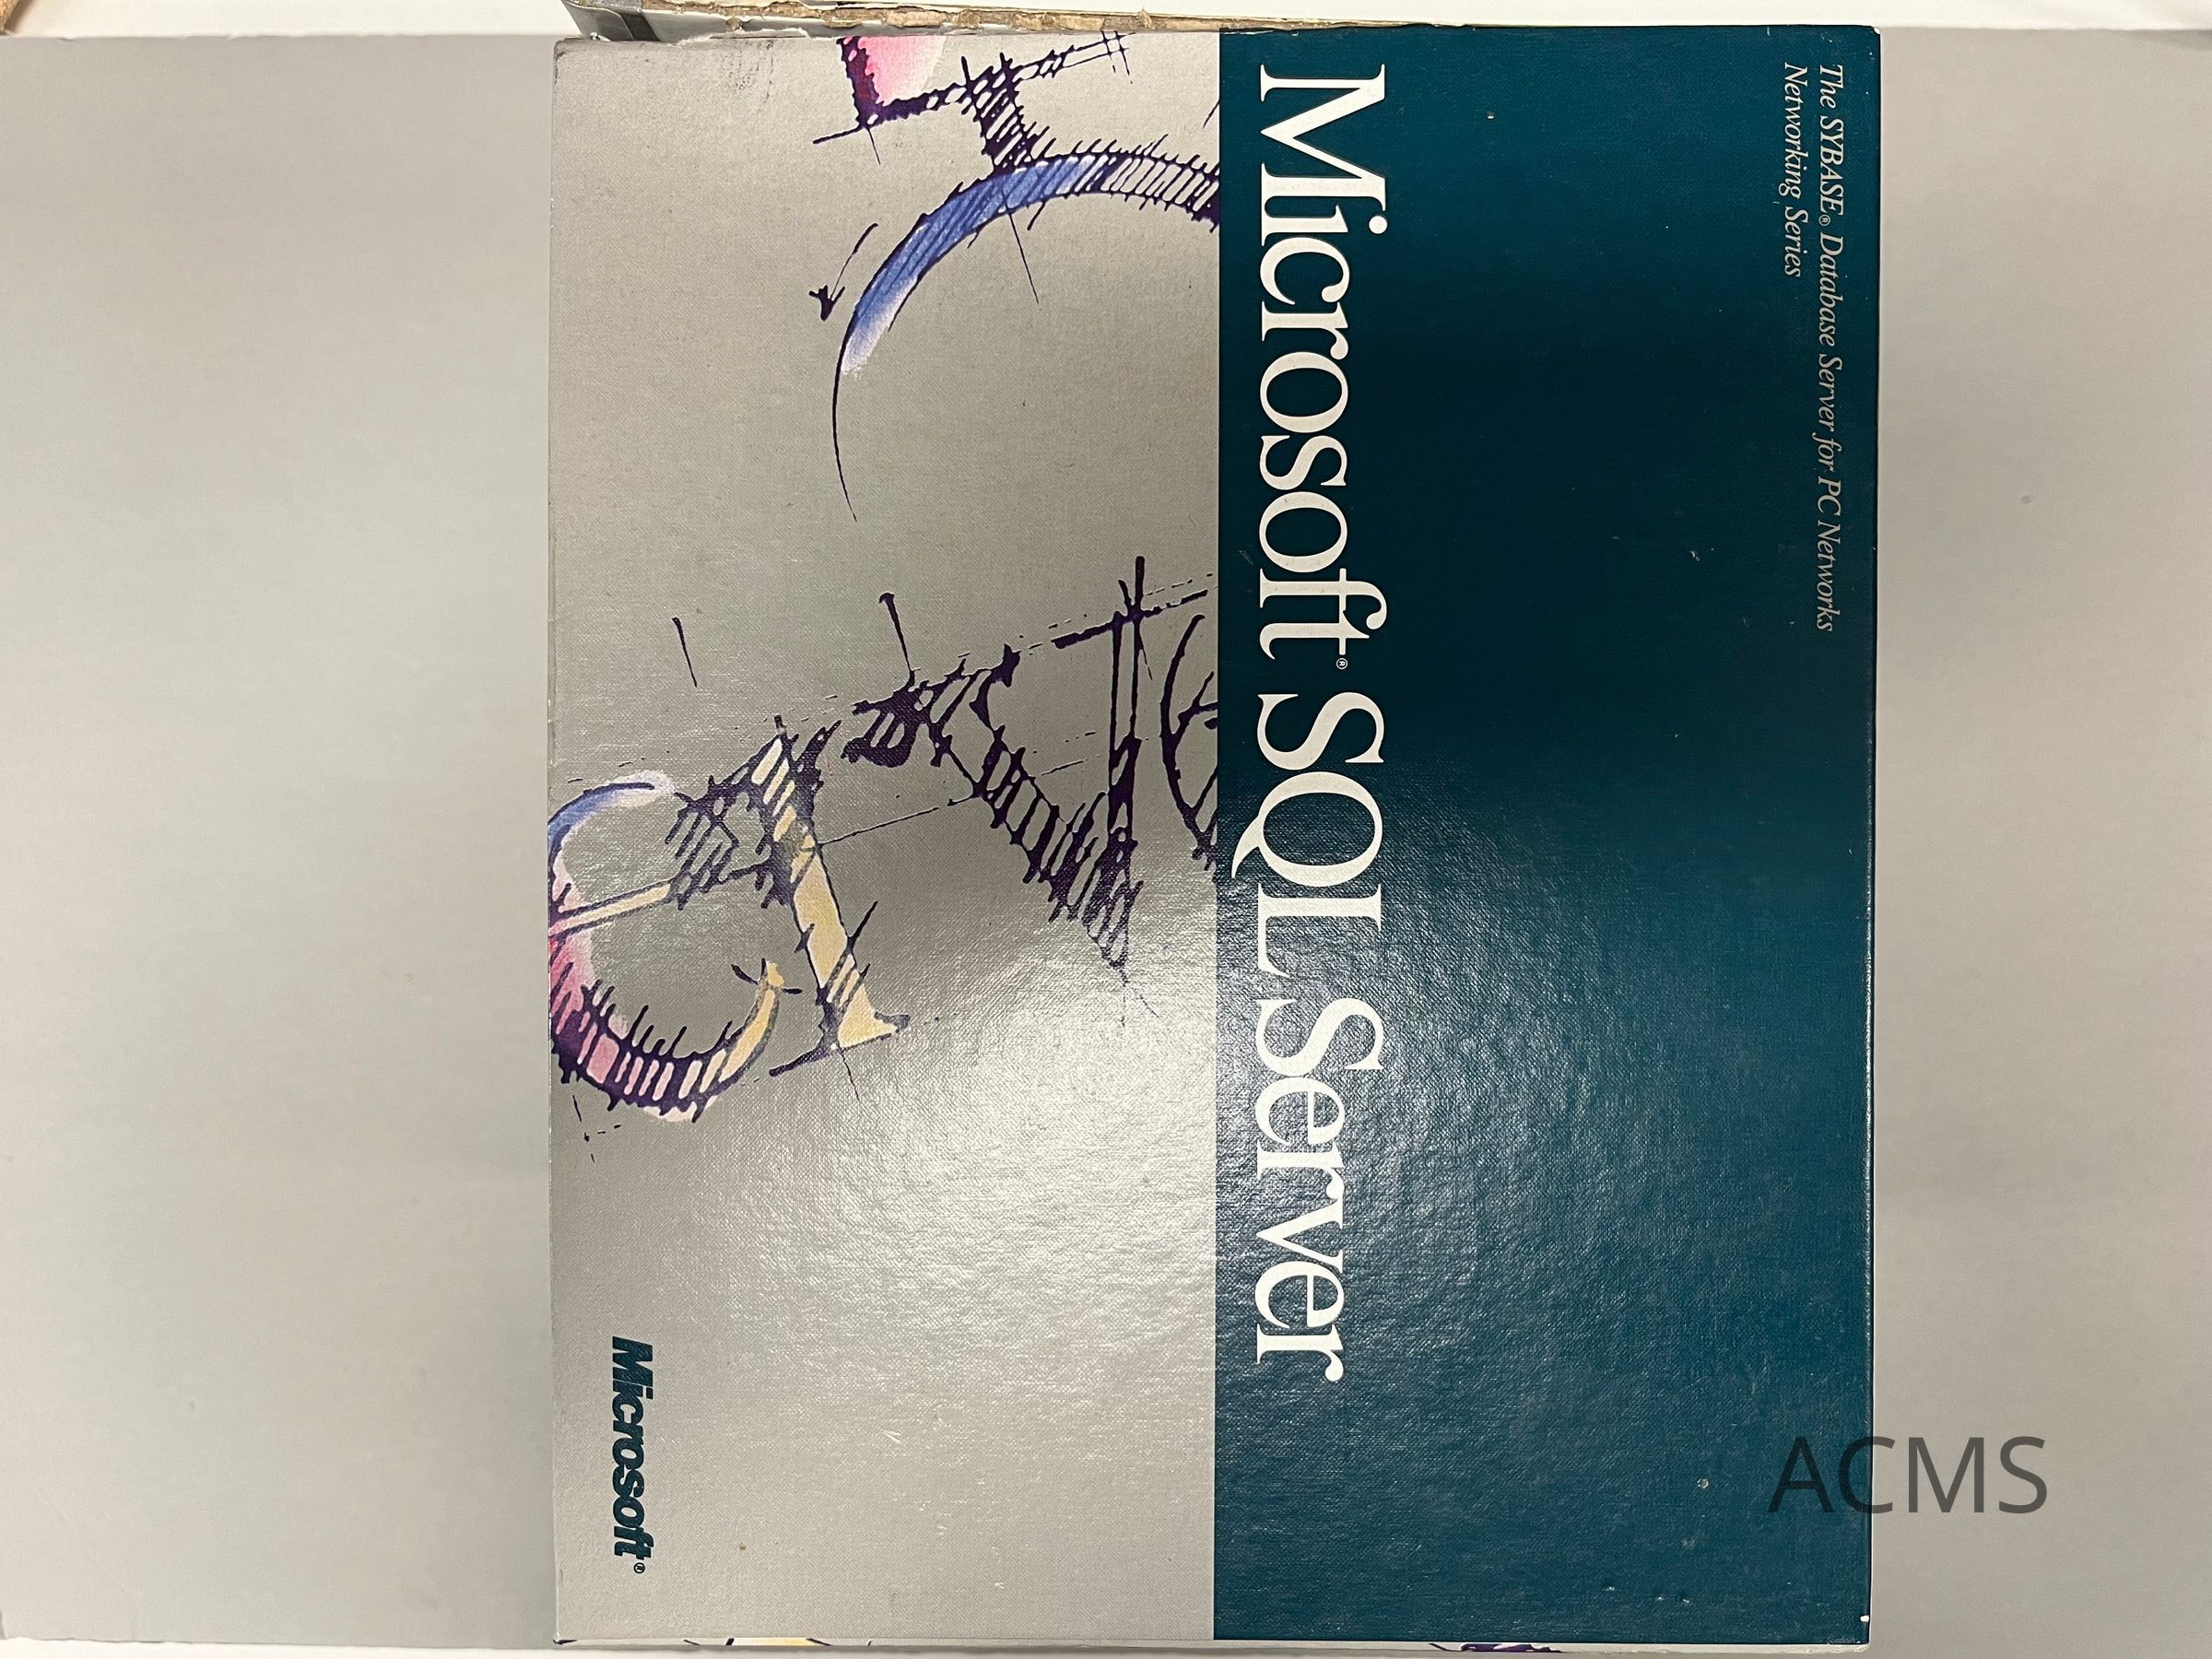 The SYBASE® Database Server for PC Networks
Networking Series
Microsoft® SQL Server
Microsoft®
ACMS